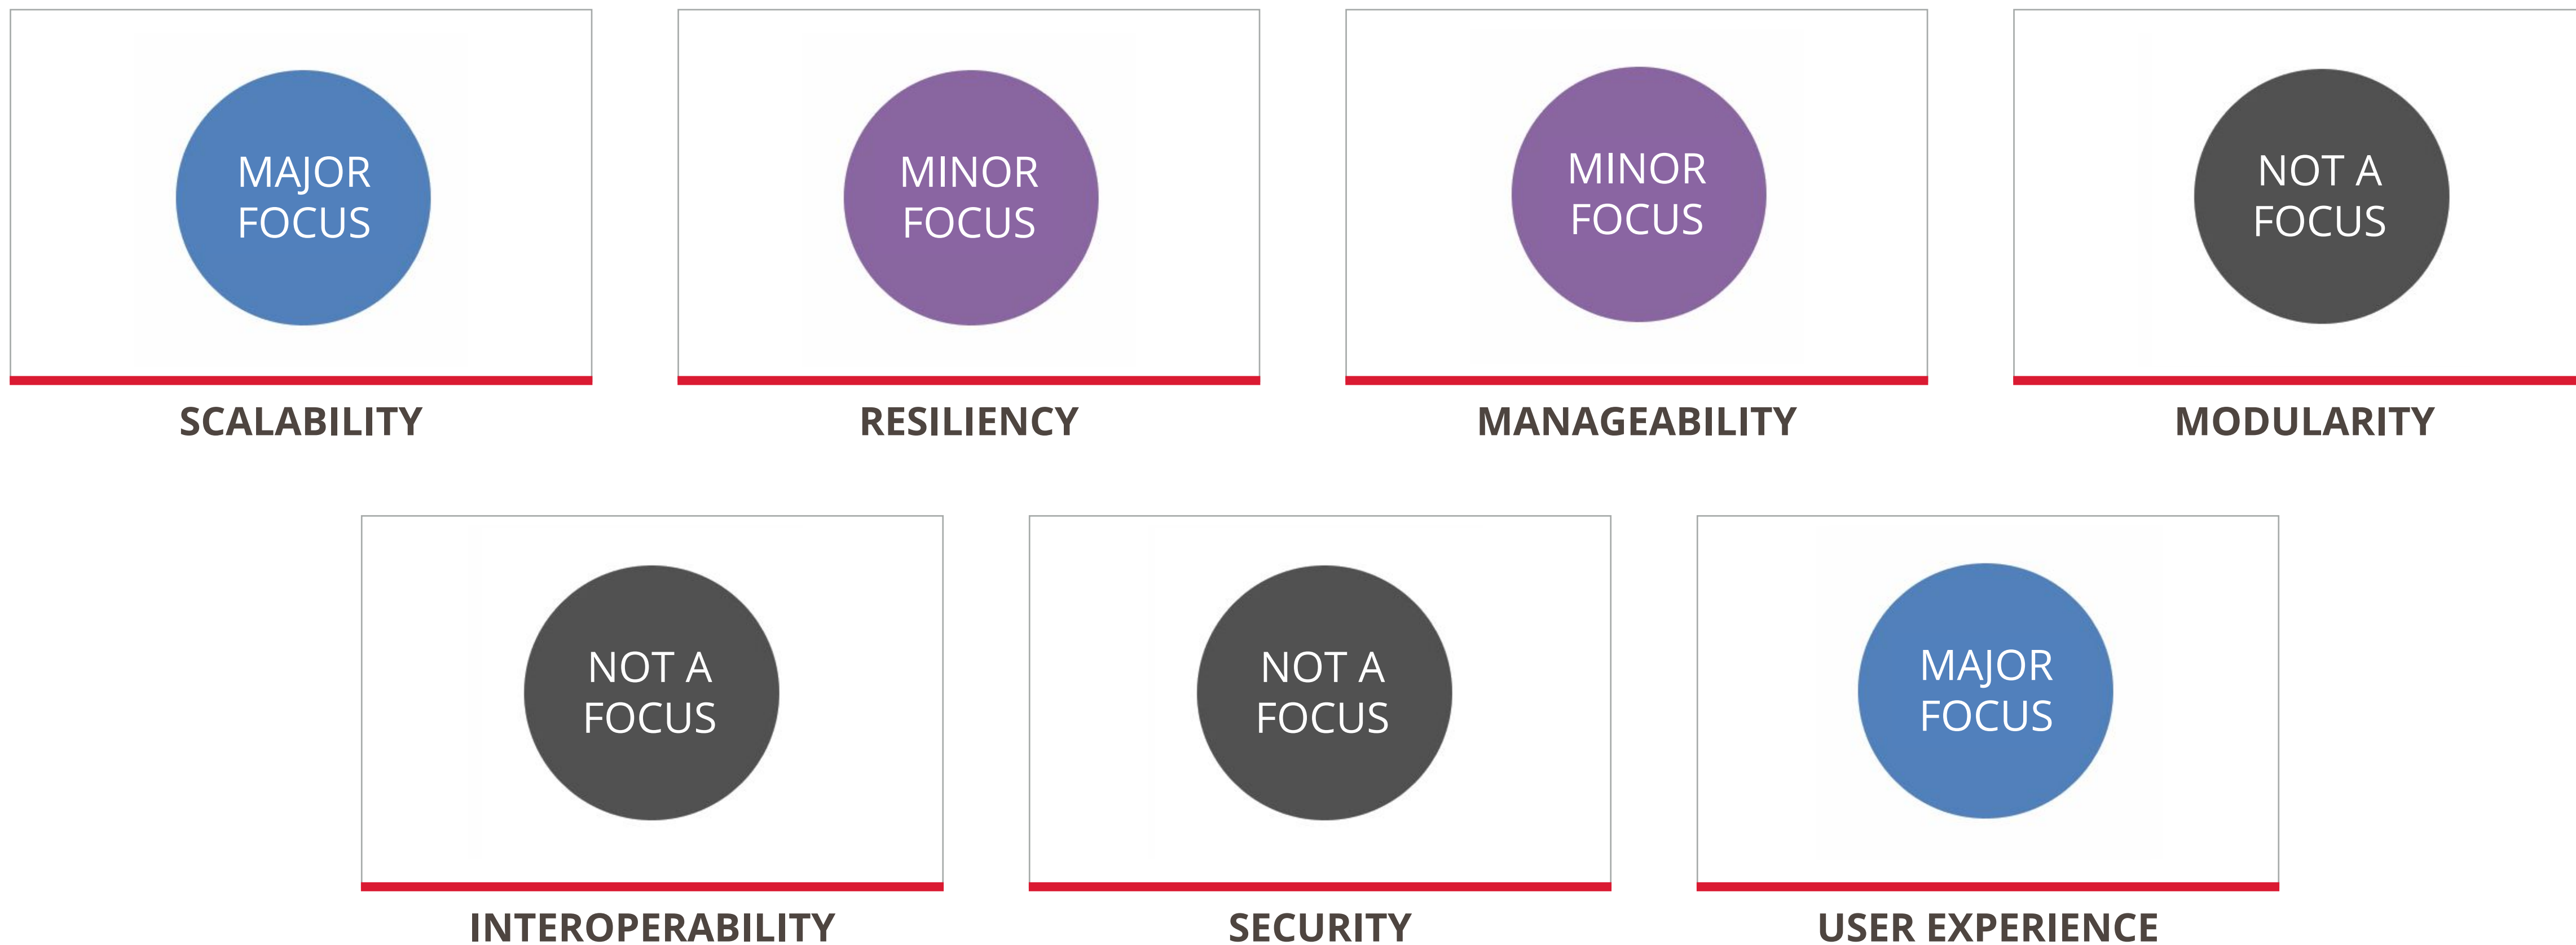 MAJOR
FOCUS
SCALABILITY
MINOR
FOCUS
RESILIENCY
MINOR
FOCUS
MANAGEABILITY
NOT A
FOCUS
MODULARITY
NOT A
FOCUS
INTEROPERABILITY
NOT A
FOCUS
SECURITY
MAJOR
FOCUS
USER EXPERIENCE